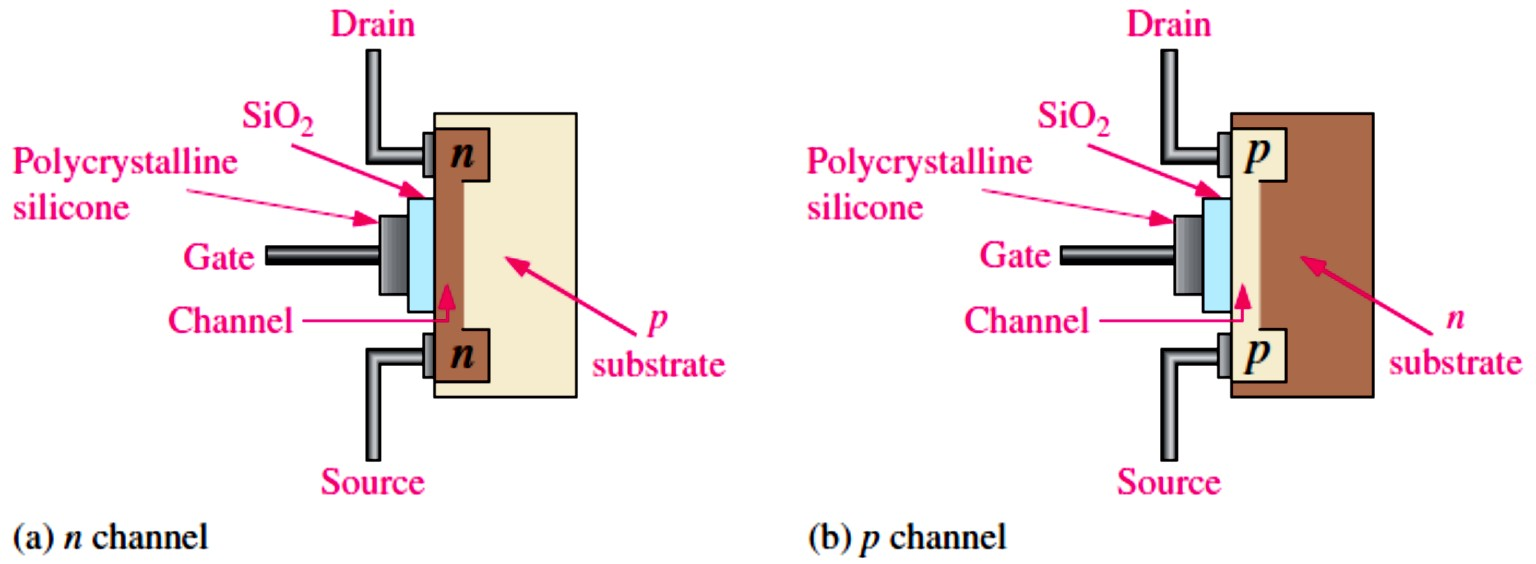 Drain
SiO₂
Polycrystalline
silicone
n
Gate
Channel
p
substrate
n
Source
(a) n channel
Drain
SiO₂
Polycrystalline
silicone
p
Gate
Channel
n
substrate
p
Source
(b) p channel